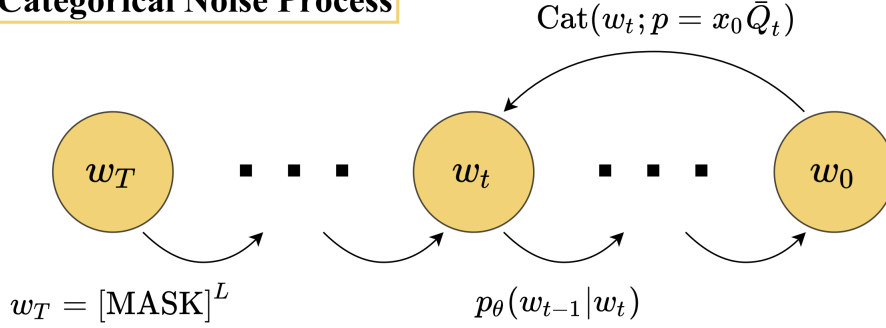 Categorical Noise Process
Cat(w_t; p = x_0 Q̄_t)
w_T
w_t
w_0
w_T = [MASK]^L
p_θ(w_{t−1}|w_t)